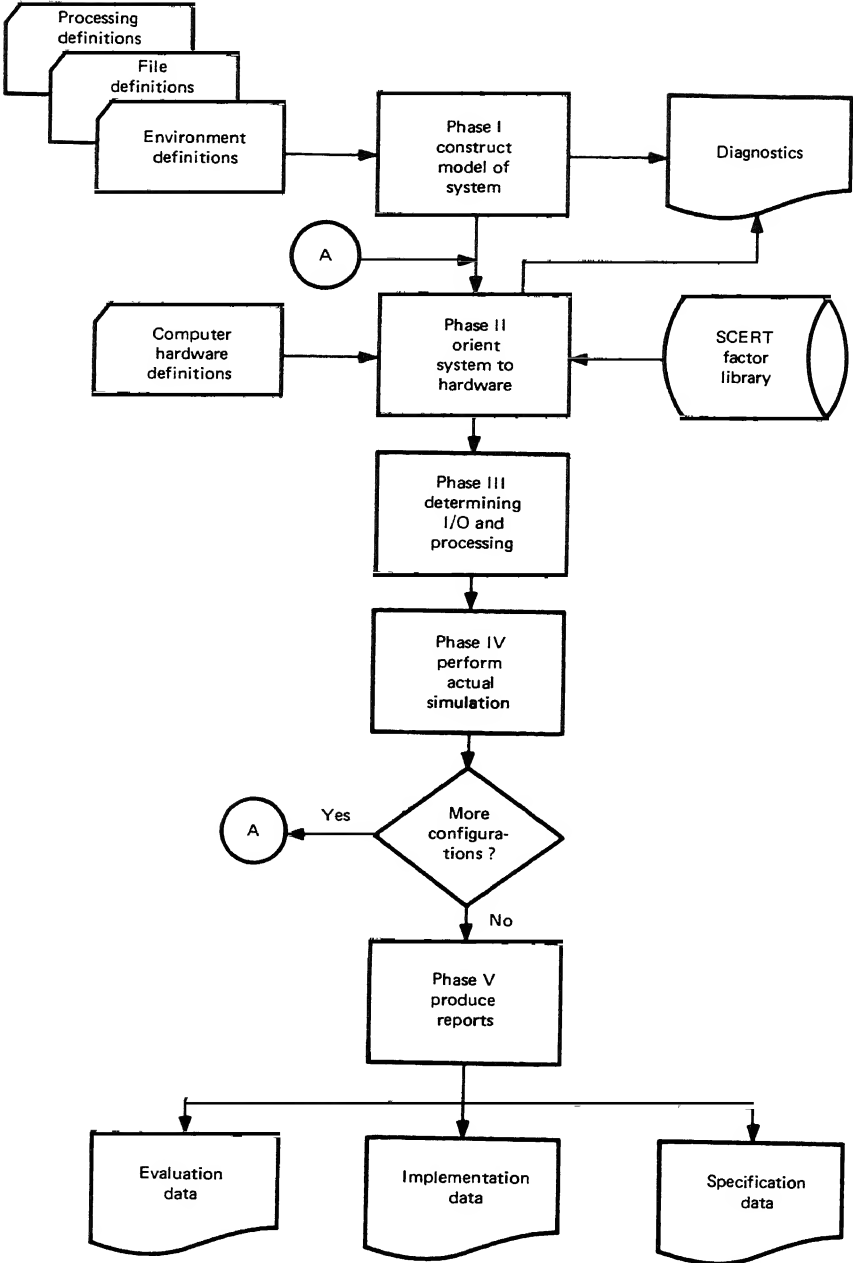 Processing
definitions
File
definitions
Environment
definitions
Phase I
construct
model of
system
Diagnostics
A
Computer
hardware
definitions
Phase II
orient
system to
hardware
SCERT
factor
library
Phase III
determining
I/O and
processing
Phase IV
perform
actual
simulation
A
Yes
More
configura-
tions ?
No
Phase V
produce
reports
Evaluation
data
Implementation
data
Specification
data